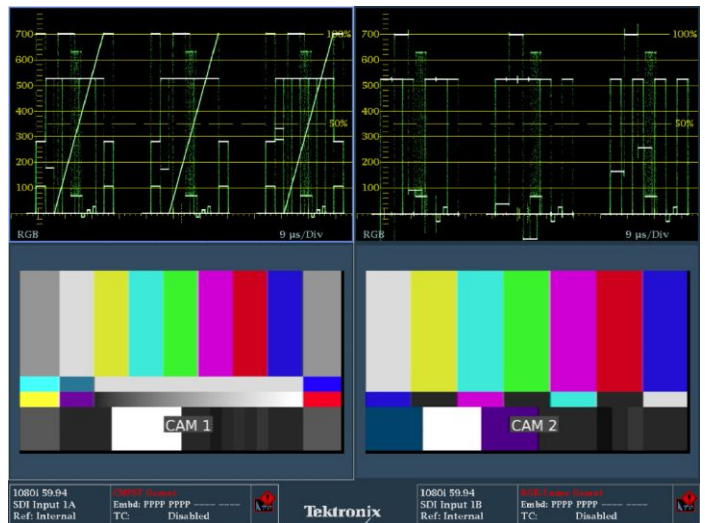 700
600
500
400
300
200
100
100%
50%
RGB
9 µs/Div
700
600
500
400
300
200
100
100%
50%
RGB
9 µs/Div
CAM 1
CAM 2
1080i 59.94
SDI Input 1A
Ref: Internal
CMPST Gamut
Embd: PPPP PPPP ---- ----
TC: Disabled
Tektronix
1080i 59.94
SDI Input 1B
Ref: Internal
Embd: PPPP PPPP ---- ----
TC: Disabled